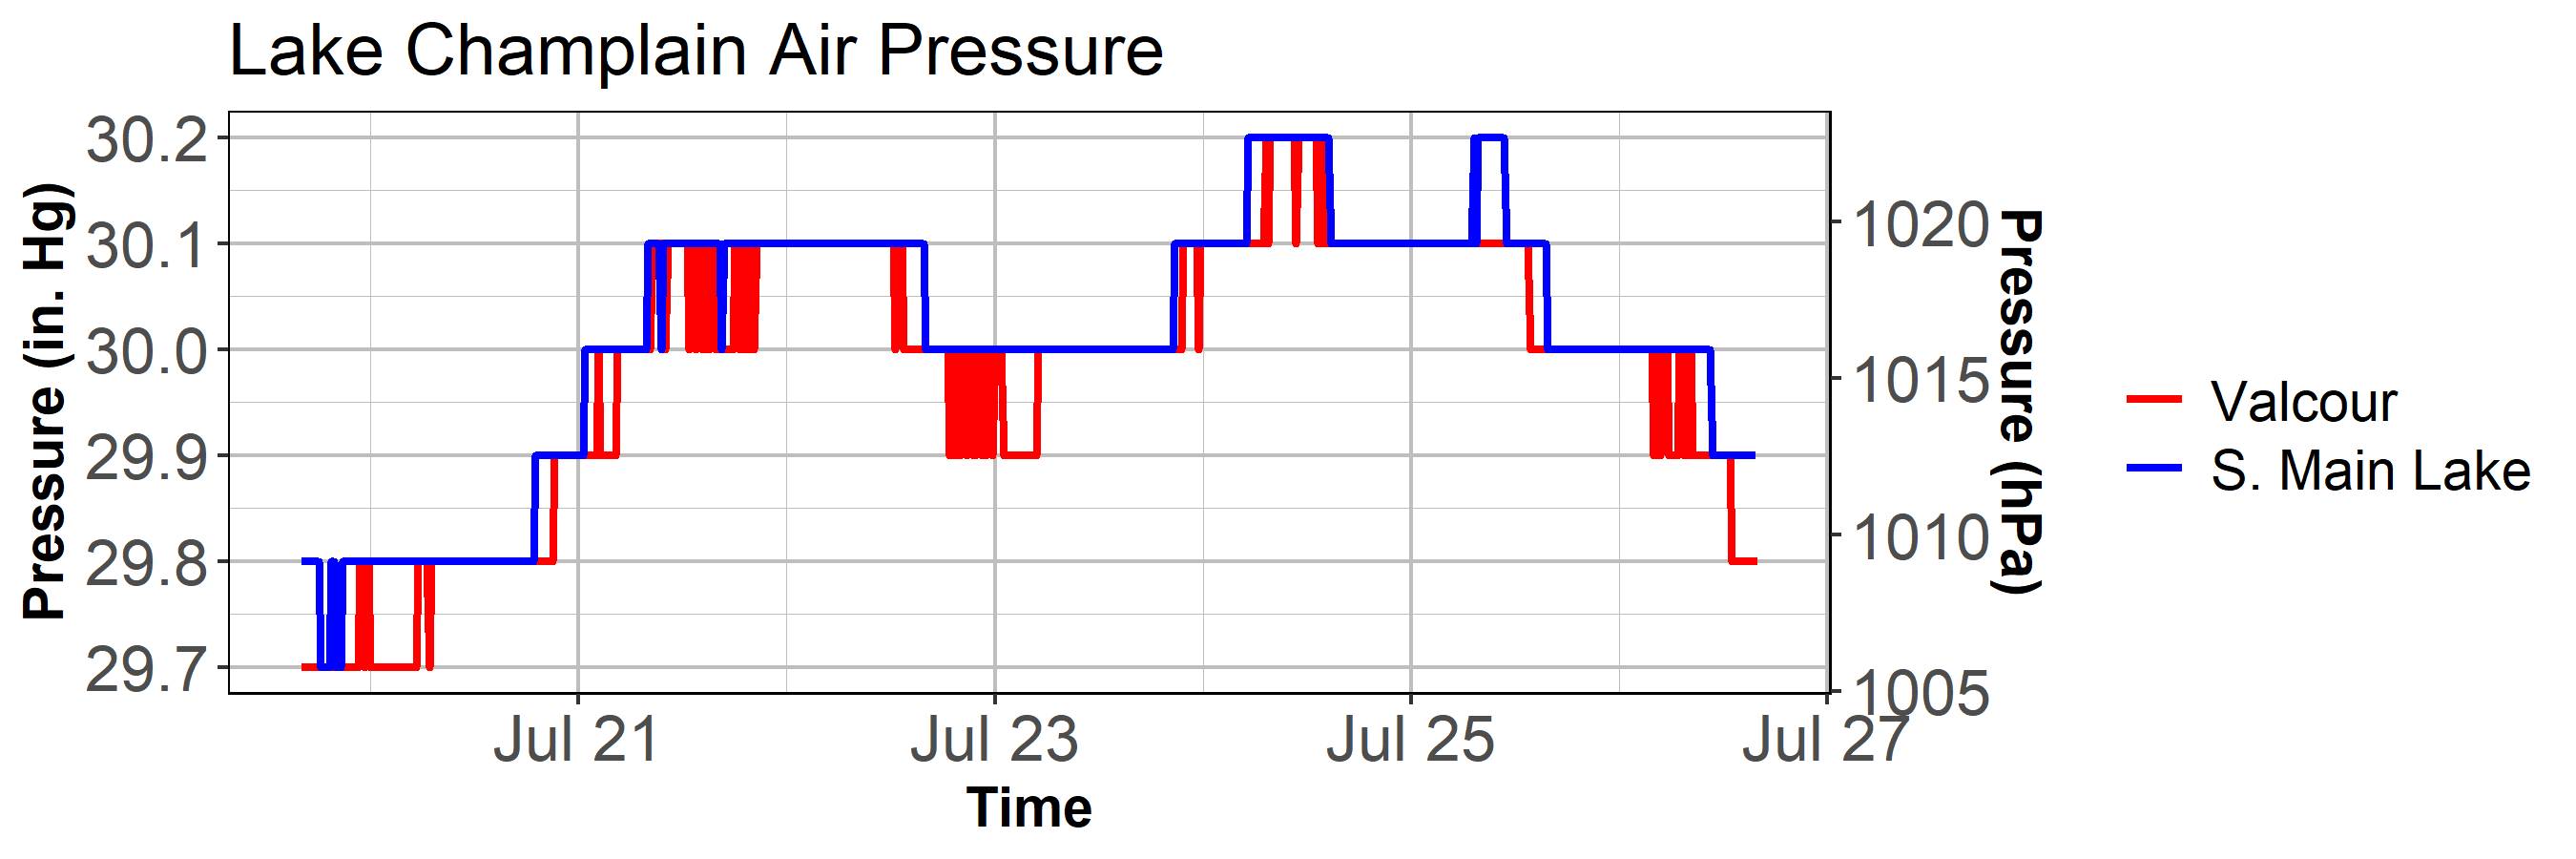 Lake Champlain Air Pressure
Pressure (in. Hg)
30.2
30.1
30.0
29.9
29.8
29.7
1020
1015
1010
1005
Pressure (hPa)
Jul 21
Jul 23
Jul 25
Jul 27
Time
Valcour
S. Main Lake